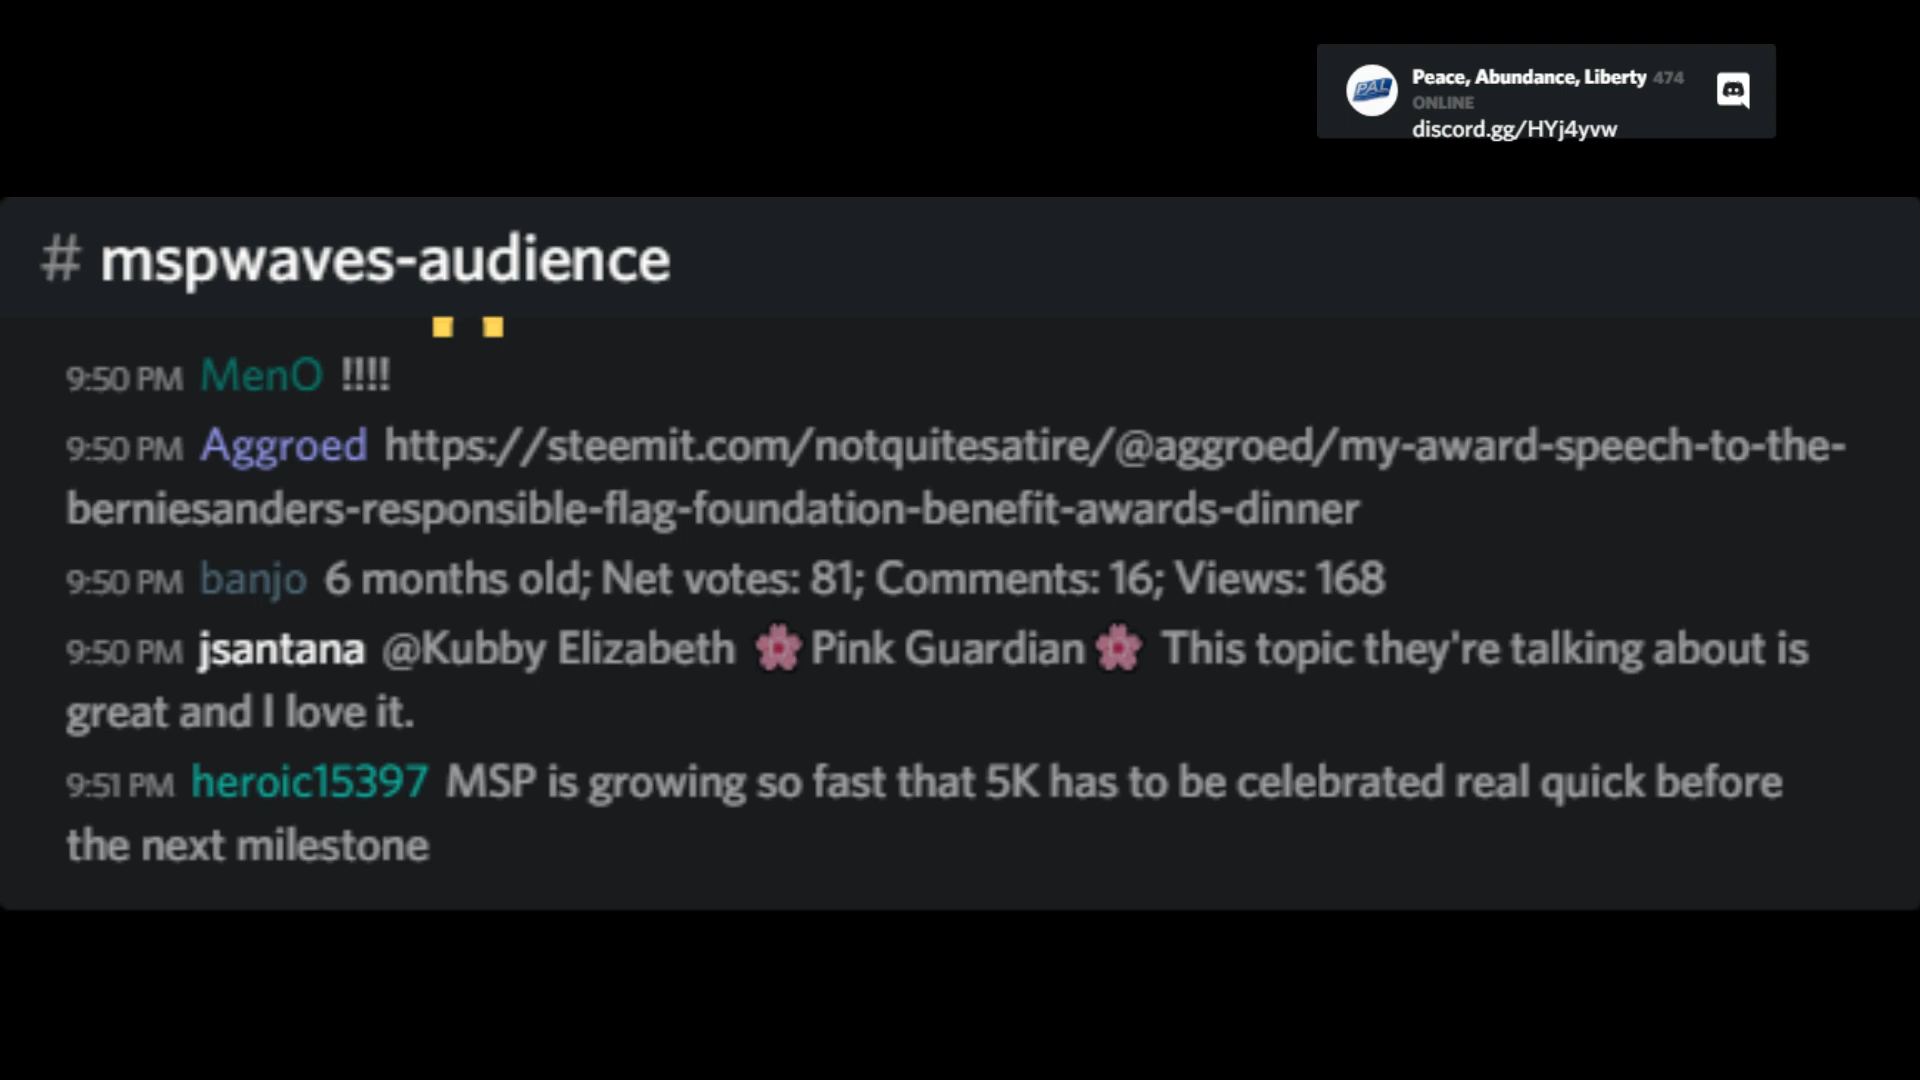 PAL
Peace, Abundance, Liberty 474
ONLINE
discord.gg/HYj4yvw
# mspwaves-audience
9:50 PM MenO !!!!
9:50 PM Aggroed https://steemit.com/notquitesatire/@aggroed/my-award-speech-to-the-
berniesanders-responsible-flag-foundation-benefit-awards-dinner
9:50 PM banjo 6 months old; Net votes: 81; Comments: 16; Views: 168
9:50 PM jsantana @Kubby Elizabeth 🌸 Pink Guardian 🌸 This topic they're talking about is
great and I love it.
9:51 PM heroic15397 MSP is growing so fast that 5K has to be celebrated real quick before
the next milestone